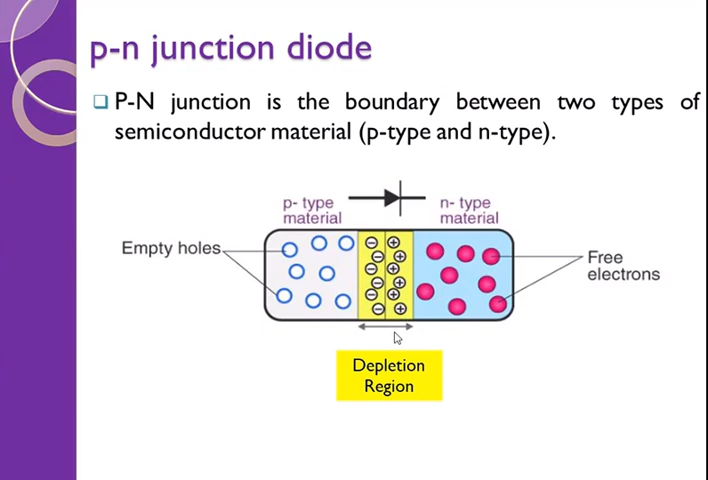 p-n junction diode
P-N junction is the boundary between two types of
semiconductor material (p-type and n-type).
p- type
material
n- type
material
Empty holes
Free
electrons
Depletion
Region